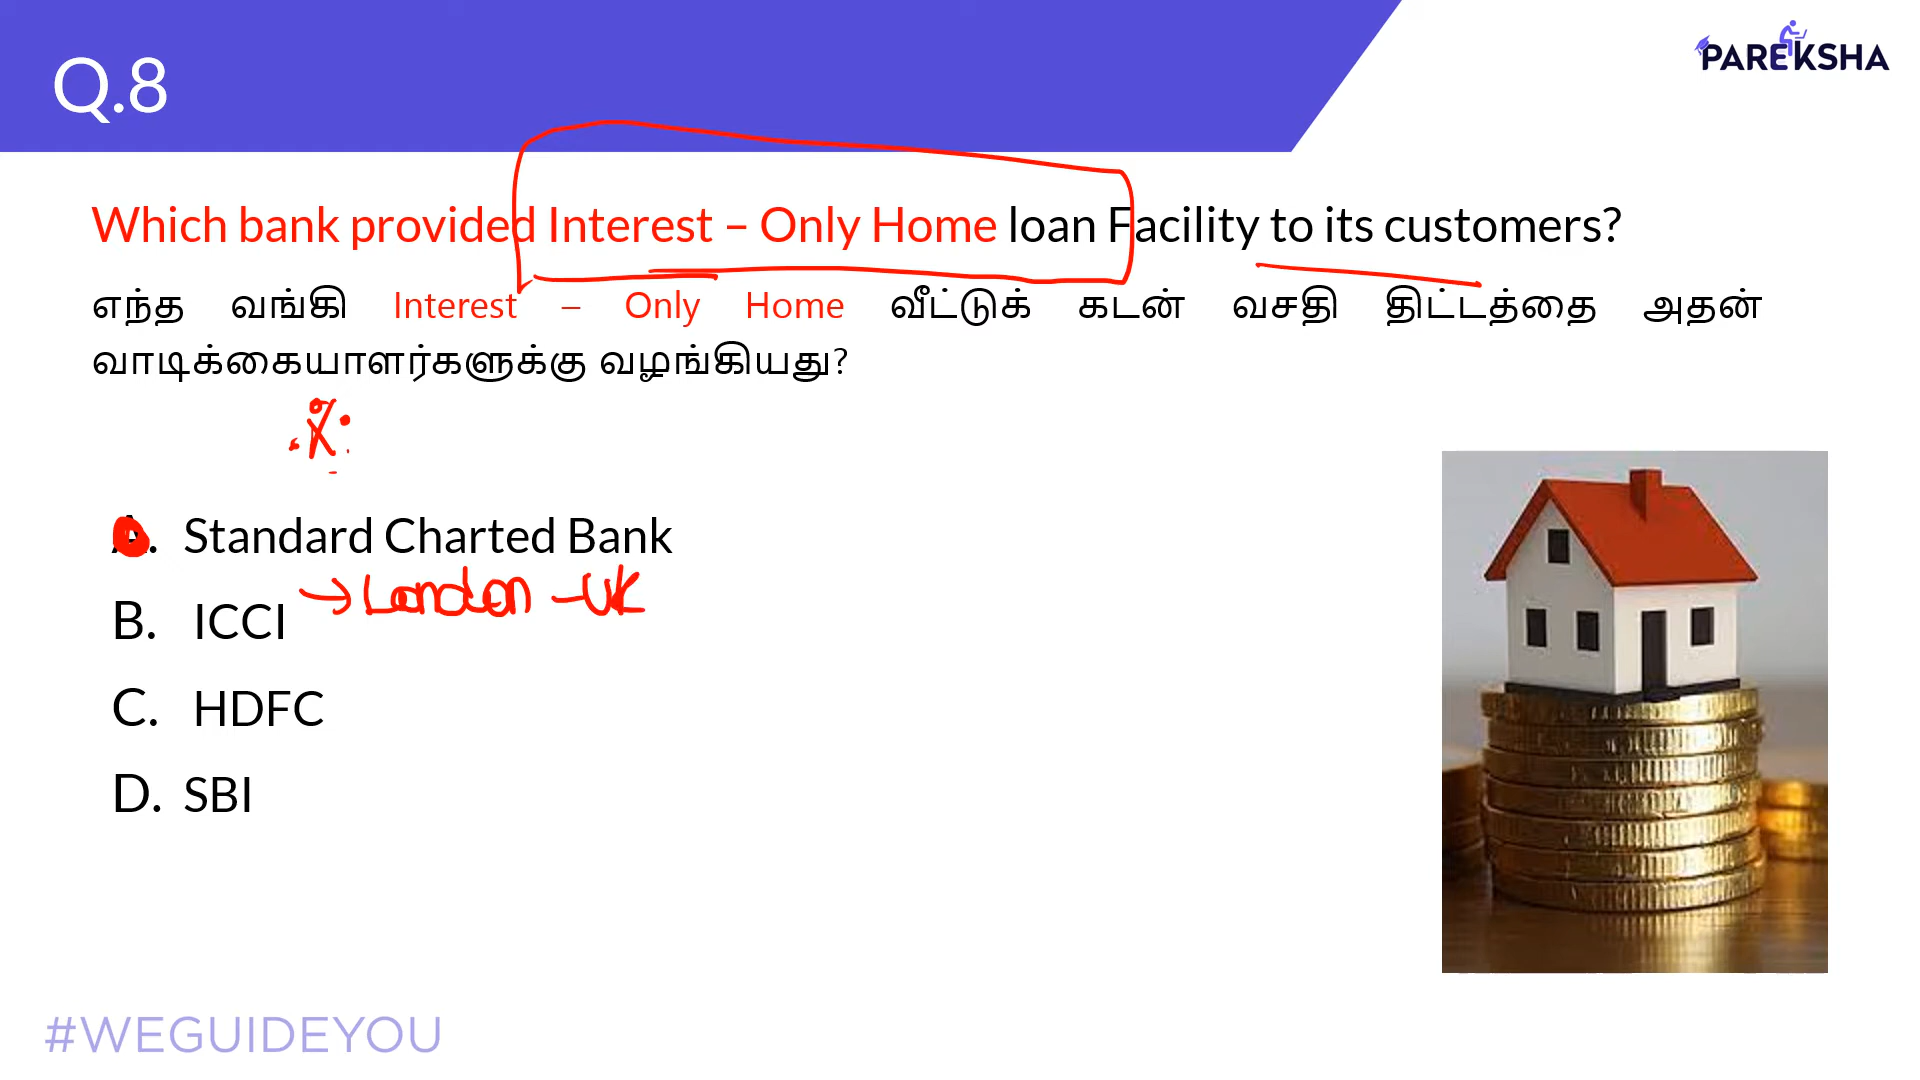 Q.8
PAREKSHA
Which bank provided Interest – Only Home loan Facility to its customers?
எந்த வங்கி Interest – Only Home வீட்டுக் கடன் வசதி திட்டத்தை அதன்
வாடிக்கையாளர்களுக்கு வழங்கியது?
A. Standard Charted Bank
→ London – UK
B. ICCI
C. HDFC
D. SBI
#WEGUIDEYOU